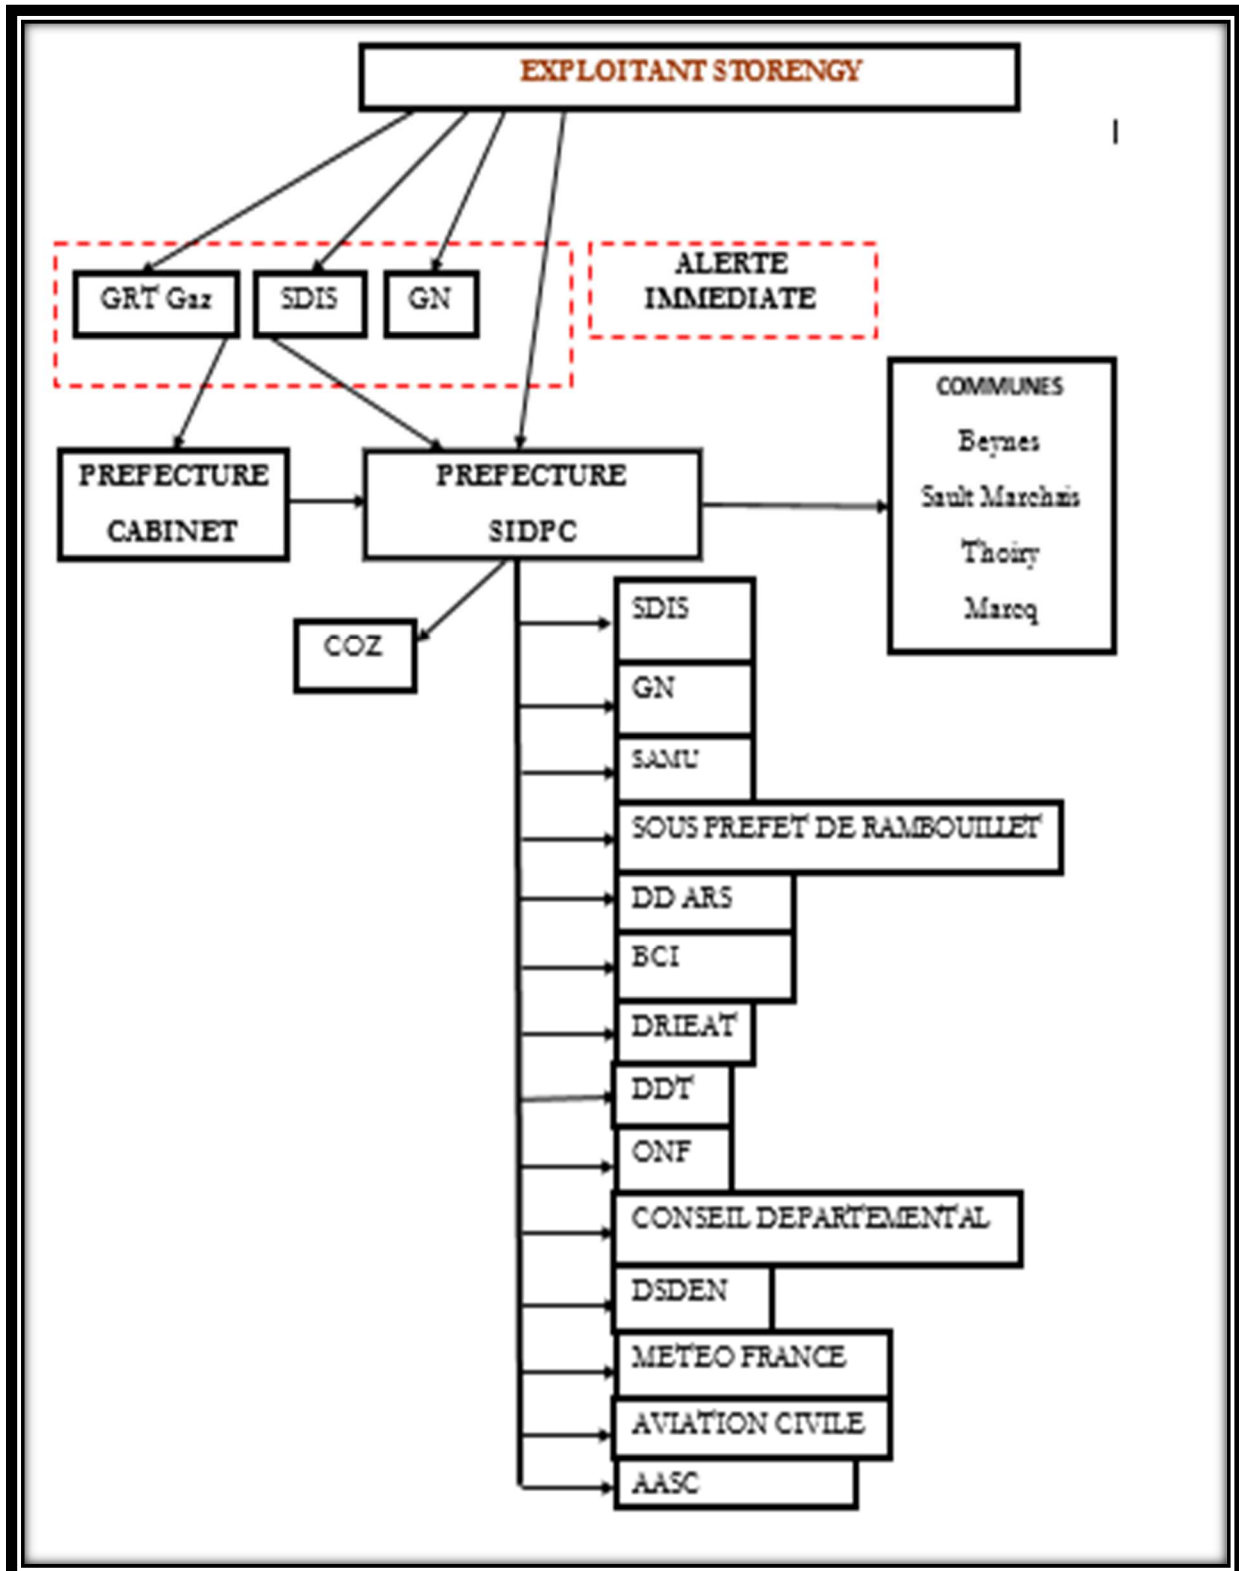 EXPLOITANT STORENGY
ALERTE
IMMEDIATE
GRT Gaz
SDIS
GN
COMMUNES
Beynes
Sault Marchais
Thoiry
Marcq
PREFECTURE
CABINET
PREFECTURE
SIDPC
COZ
SDIS
GN
SAMU
SOUS PREFET DE RAMBOUILLET
DD ARS
BCI
DRIEAT
DDT
ONF
CONSEIL DEPARTEMENTAL
DSDEN
METEO FRANCE
AVIATION CIVILE
AASC